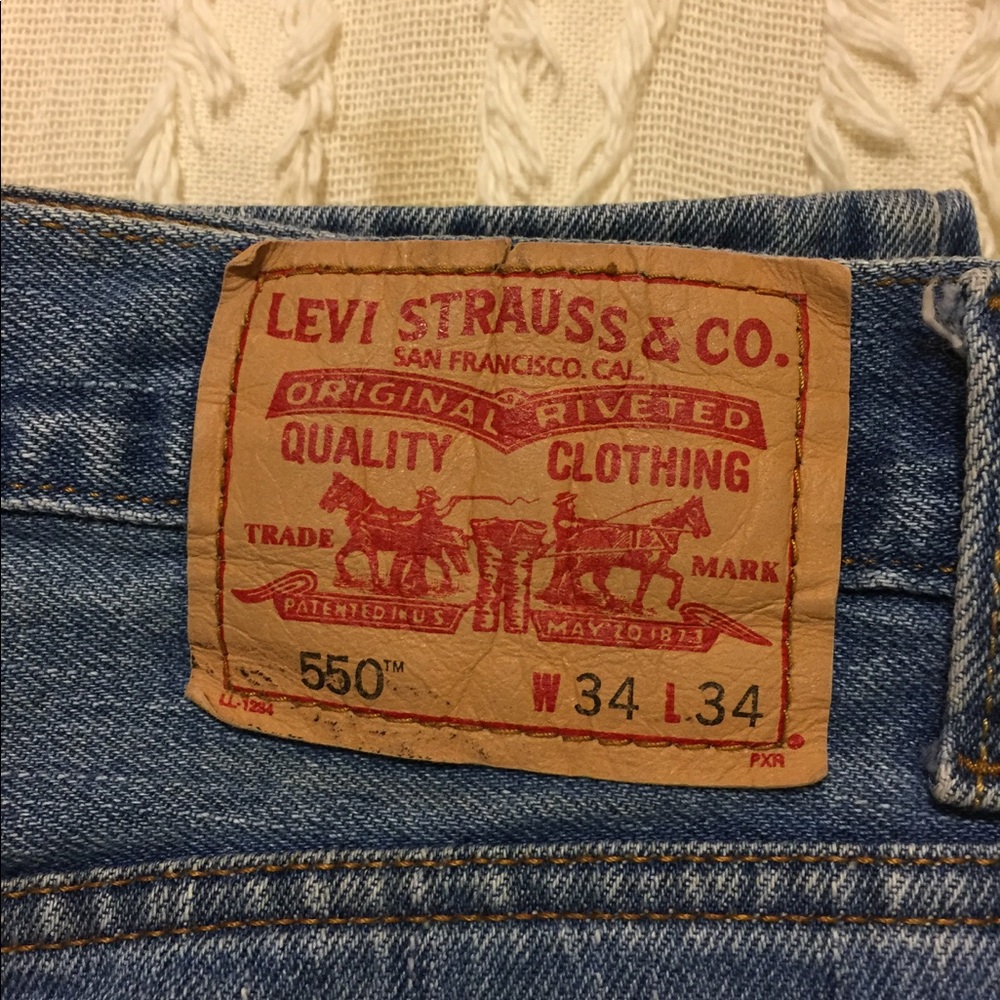 LEVI STRAUSS & CO.
SAN FRANCISCO. CAL.
ORIGINAL RIVETED
QUALITY CLOTHING
TRADE MARK
PATENTED IN U S MAY 20 1873
550™ W 34 L 34
LL-1234
PXR